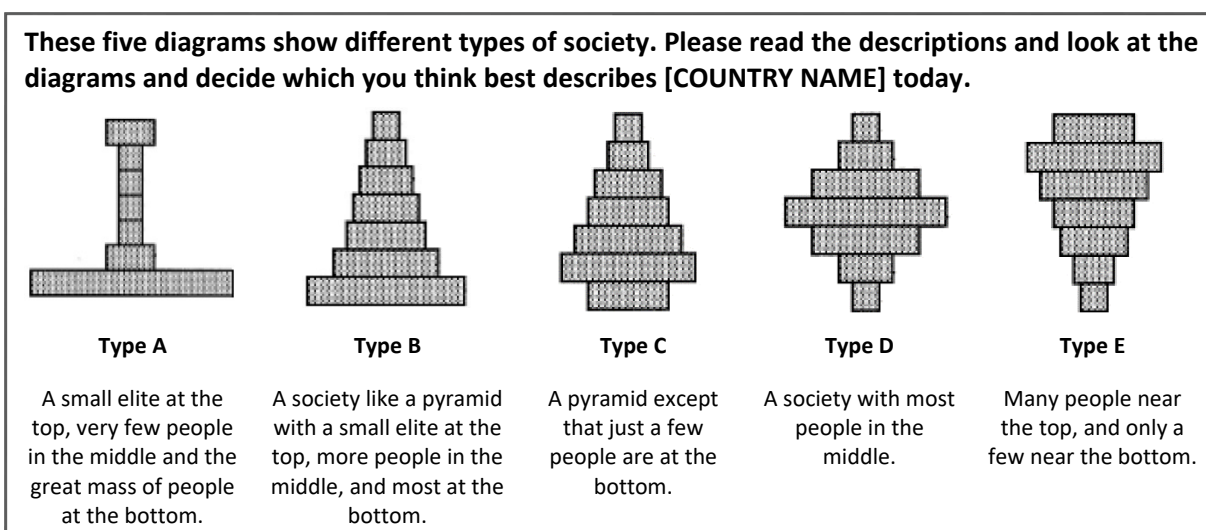 These five diagrams show different types of society. Please read the descriptions and look at the
diagrams and decide which you think best describes [COUNTRY NAME] today.
Type A
A small elite at the
top, very few people
in the middle and the
great mass of people
at the bottom.
Type B
A society like a pyramid
with a small elite at the
top, more people in the
middle, and most at the
bottom.
Type C
A pyramid except
that just a few
people are at the
bottom.
Type D
A society with most
people in the
middle.
Type E
Many people near
the top, and only a
few near the bottom.